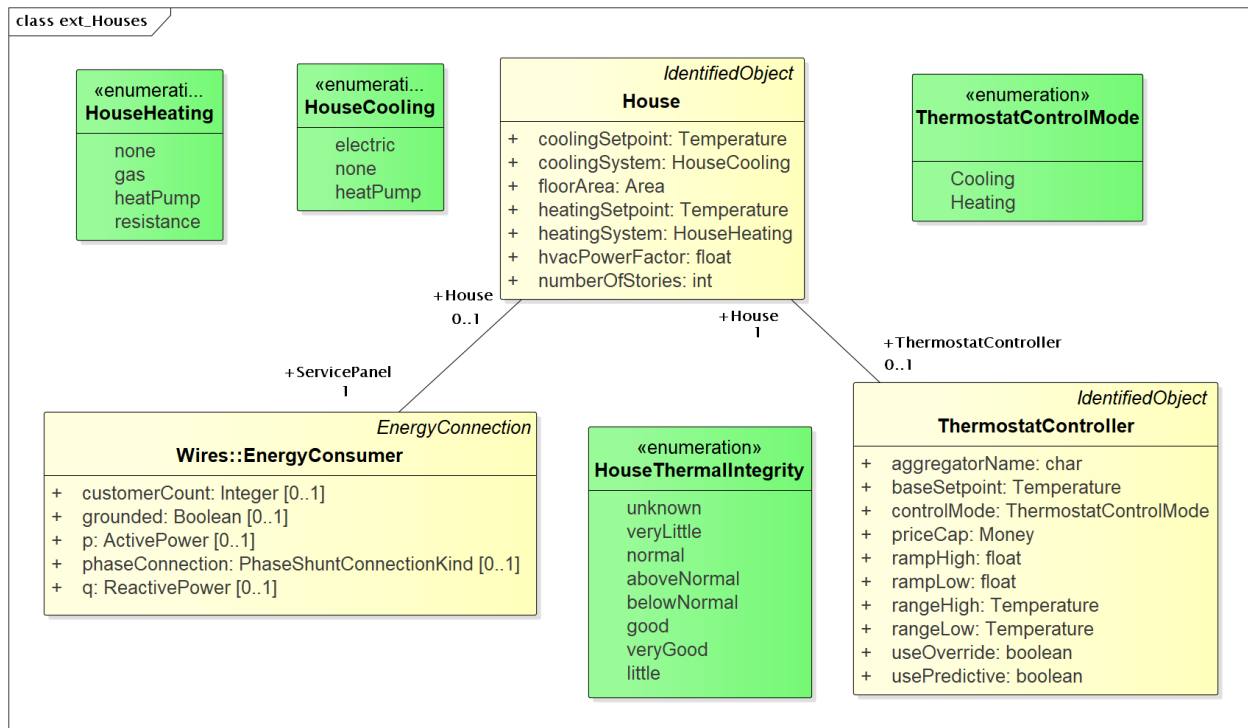 class ext_Houses
«enumerati...
HouseHeating
none
gas
heatPump
resistance
«enumerati...
HouseCooling
electric
none
heatPump
IdentifiedObject
House
+ coolingSetpoint: Temperature
+ coolingSystem: HouseCooling
+ floorArea: Area
+ heatingSetpoint: Temperature
+ heatingSystem: HouseHeating
+ hvacPowerFactor: float
+ numberOfStories: int
«enumeration»
ThermostatControlMode
Cooling
Heating
+House
0..1
+House
1
+ThermostatController
0..1
+ServicePanel
1
EnergyConnection
Wires::EnergyConsumer
+ customerCount: Integer [0..1]
+ grounded: Boolean [0..1]
+ p: ActivePower [0..1]
+ phaseConnection: PhaseShuntConnectionKind [0..1]
+ q: ReactivePower [0..1]
«enumeration»
HouseThermalIntegrity
unknown
veryLittle
normal
aboveNormal
belowNormal
good
veryGood
little
IdentifiedObject
ThermostatController
+ aggregatorName: char
+ baseSetpoint: Temperature
+ controlMode: ThermostatControlMode
+ priceCap: Money
+ rampHigh: float
+ rampLow: float
+ rangeHigh: Temperature
+ rangeLow: Temperature
+ useOverride: boolean
+ usePredictive: boolean